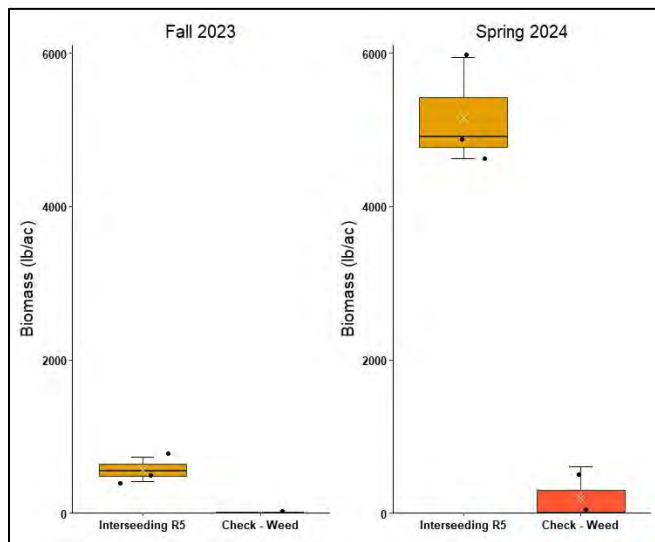 Fall 2023
Biomass (lb/ac)
6000
4000
2000
0
Interseeding R5 Check - Weed
Spring 2024
Biomass (lb/ac)
6000
4000
2000
0
Interseeding R5 Check - Weed